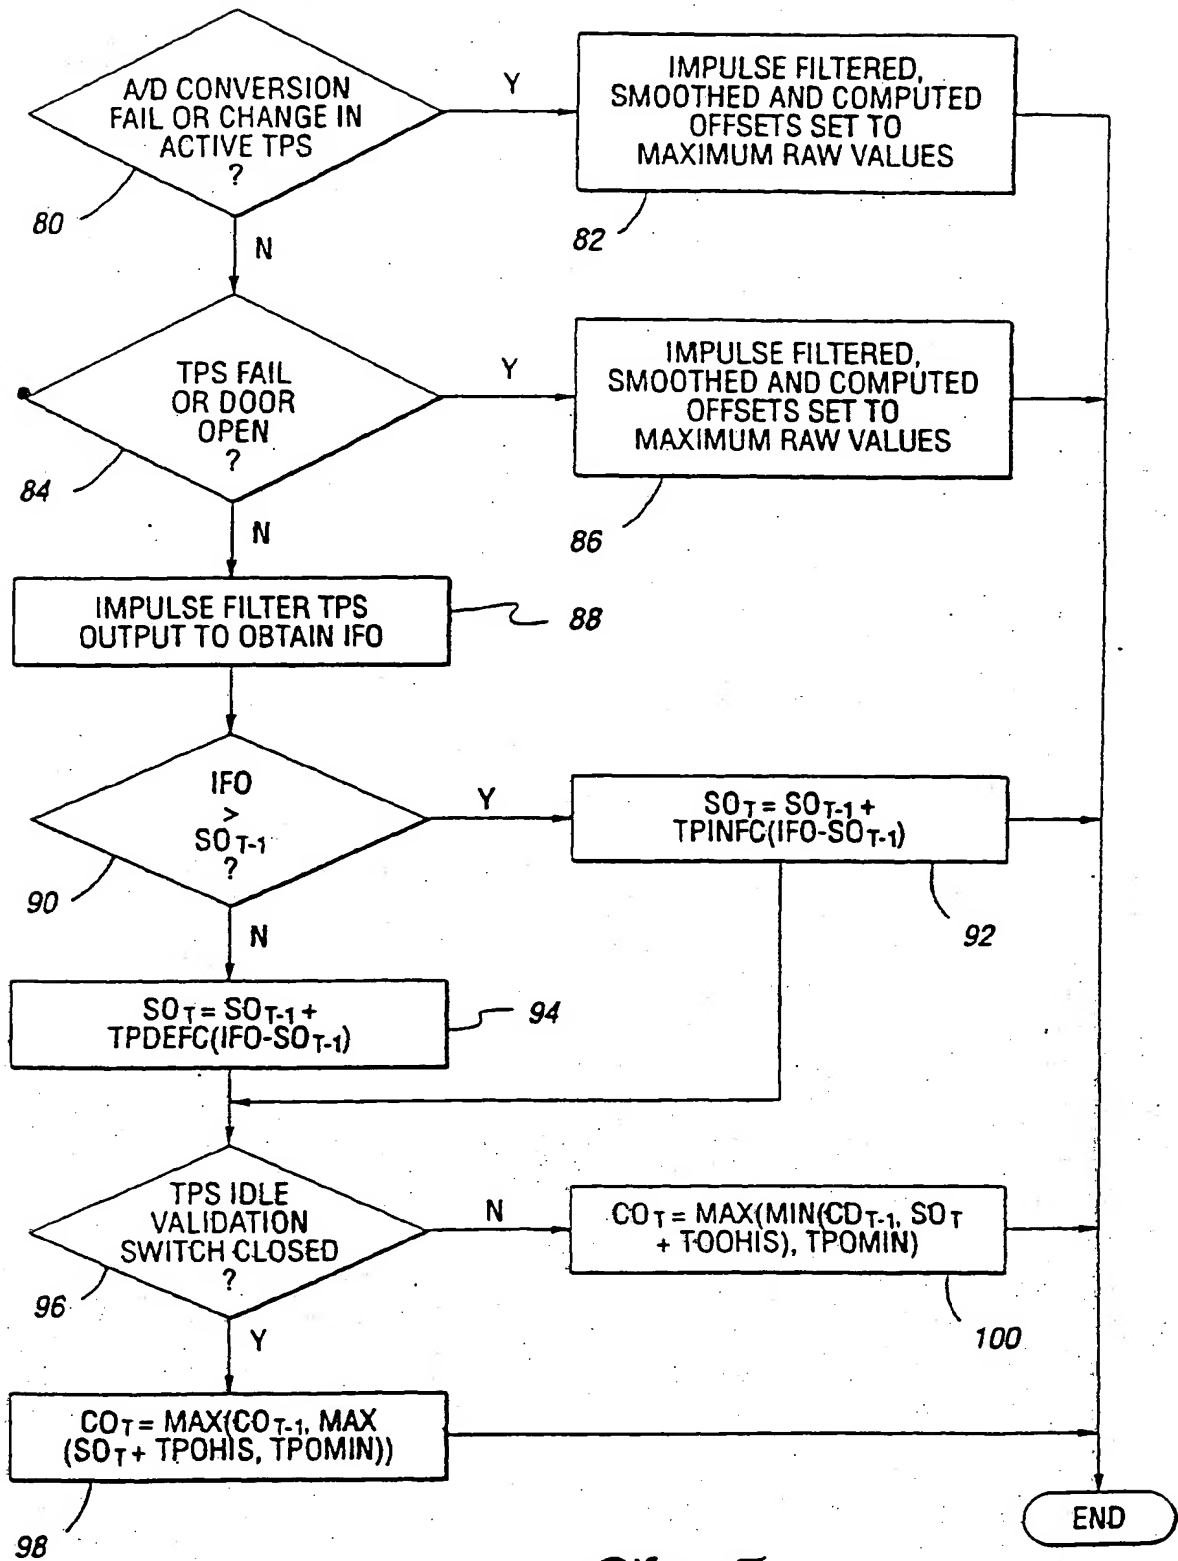 A/D CONVERSION
FAIL OR CHANGE IN
ACTIVE TPS
?
80
Y
IMPULSE FILTERED,
SMOOTHED AND COMPUTED
OFFSETS SET TO
MAXIMUM RAW VALUES
82
N
TPS FAIL
OR DOOR
OPEN
?
84
Y
IMPULSE FILTERED,
SMOOTHED AND COMPUTED
OFFSETS SET TO
MAXIMUM RAW VALUES
86
N
IMPULSE FILTER TPS
OUTPUT TO OBTAIN IFO
88
IFO
>
SO T-1
?
90
Y
SO T = SO T-1 +
TPINFC(IFO-SO T-1)
92
N
SO T = SO T-1 +
TPDEFC(IFO-SO T-1)
94
TPS IDLE
VALIDATION
SWITCH CLOSED
?
96
N
CO T = MAX(MIN(CD T-1, SO T
+ TOOHIS), TPOMIN)
100
Y
CO T = MAX(CO T-1, MAX
(SO T + TPOHIS, TPOMIN))
98
END